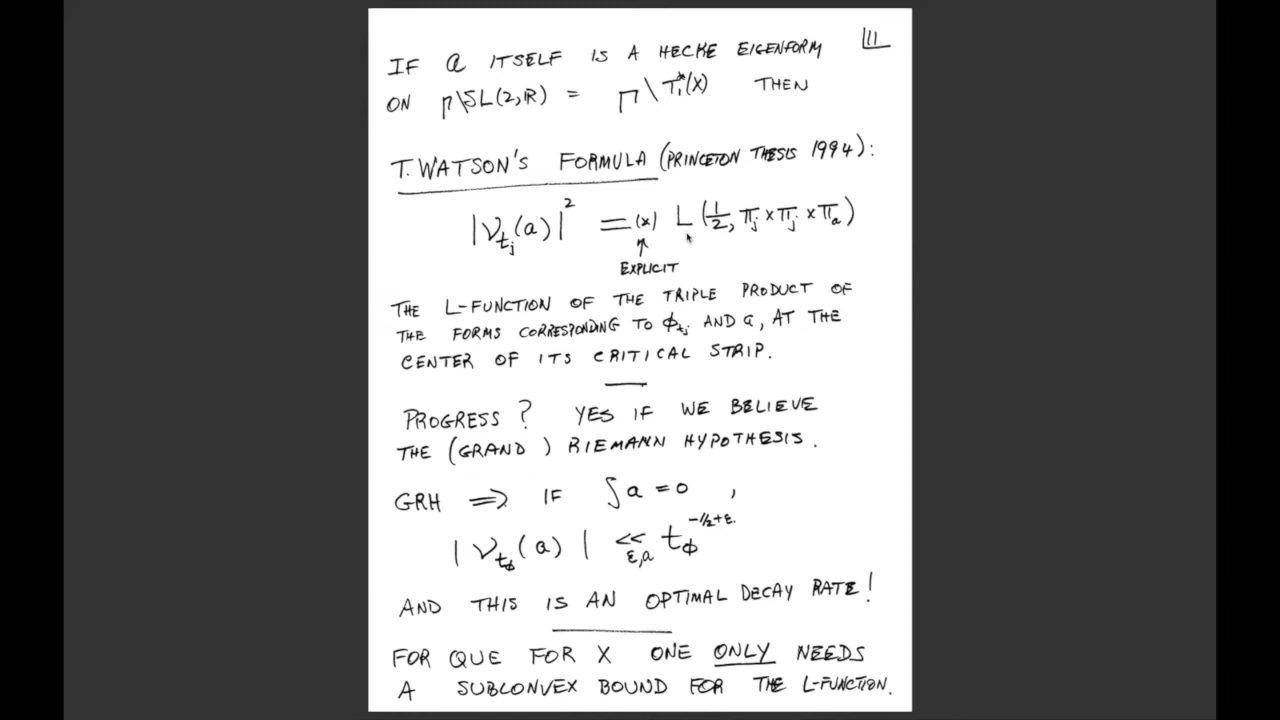 IF a ITSELF IS A HECKE EIGENFORM 11
ON Γ\SL(2,ℝ) = Γ\T₁*(X) THEN
T. WATSON'S FORMULA (PRINCETON THESIS 1994):
|ν_{t_j}(a)|² = (*) L(1/2, π_j × π_j × π_a)
↑
EXPLICIT
THE L-FUNCTION OF THE TRIPLE PRODUCT OF
THE FORMS CORRESPONDING TO ϕ_{t_j} AND a, AT THE
CENTER OF ITS CRITICAL STRIP.
PROGRESS? YES IF WE BELIEVE
THE (GRAND) RIEMANN HYPOTHESIS.
GRH ⟹ IF ∫a = 0 ,
|ν_{t_ϕ}(a)| ≪_{ε,a} t_ϕ^{-1/2+ε}.
AND THIS IS AN OPTIMAL DECAY RATE!
FOR QUE FOR X ONE ONLY NEEDS
A SUBCONVEX BOUND FOR THE L-FUNCTION.